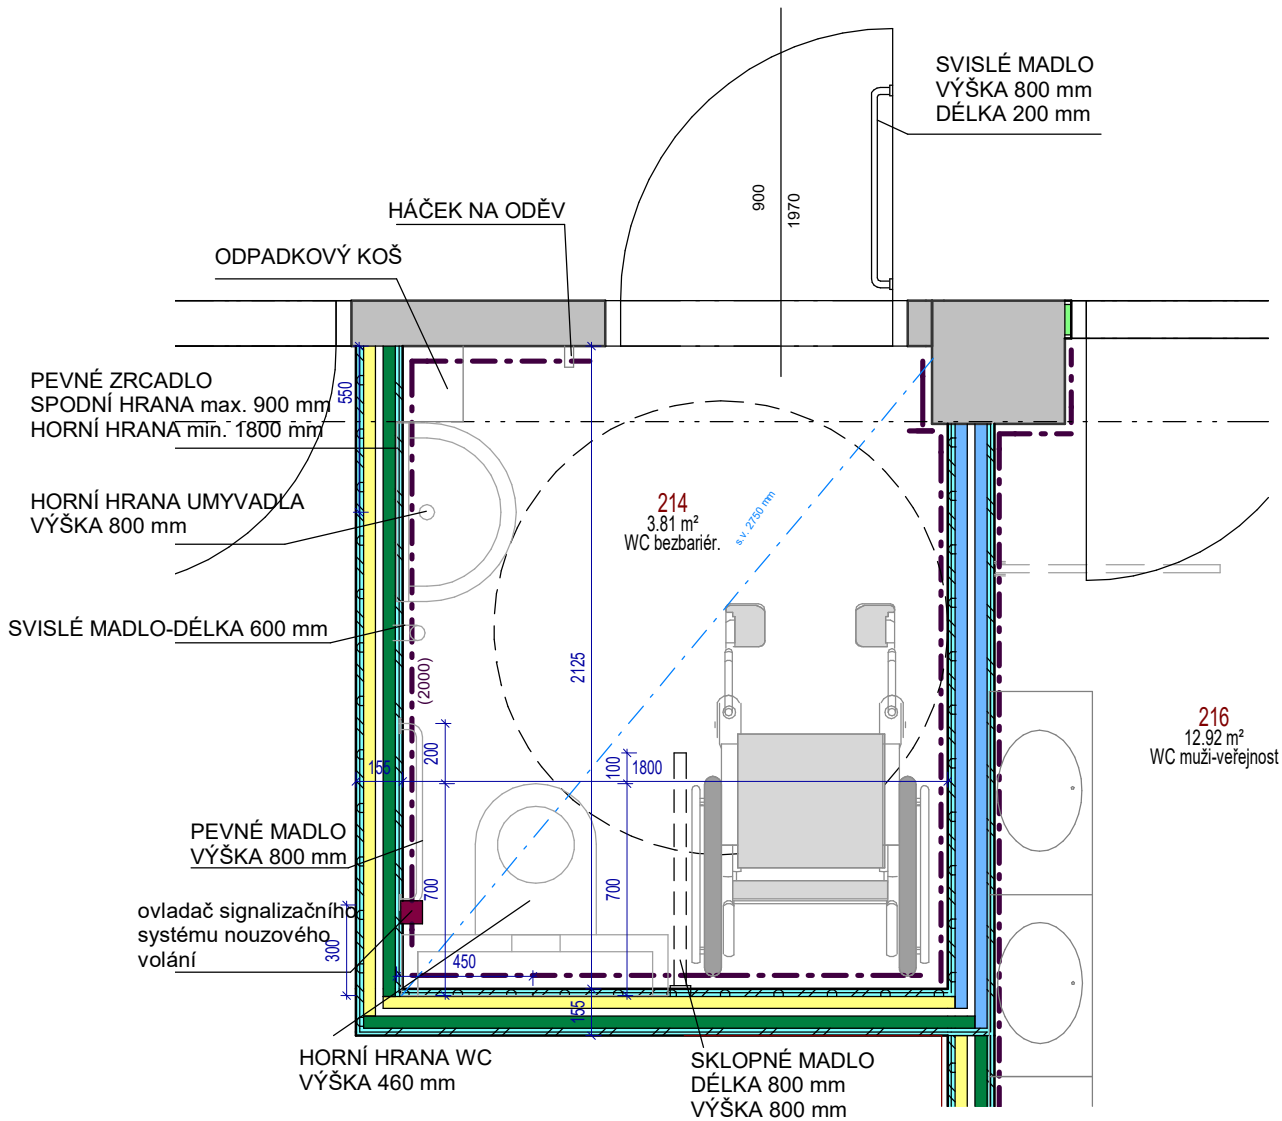 SVISLÉ MADLO
VÝŠKA 800 mm
DÉLKA 200 mm
900
1970
HÁČEK NA ODĚV
ODPADKOVÝ KOŠ
PEVNÉ ZRCADLO
SPODNÍ HRANA max. 900 mm
HORNÍ HRANA min. 1800 mm
550
HORNÍ HRANA UMYVADLA
VÝŠKA 800 mm
214
3.81 m²
WC bezbariér.
s.v. 2750 mm
SVISLÉ MADLO-DÉLKA 600 mm
(2000)
2125
216
12.92 m²
WC muži-veřejnost
200
155
100
1800
PEVNÉ MADLO
VÝŠKA 800 mm
700
700
ovladač signalizačního
systému nouzového
volání
300
450
155
HORNÍ HRANA WC
VÝŠKA 460 mm
SKLOPNÉ MADLO
DÉLKA 800 mm
VÝŠKA 800 mm